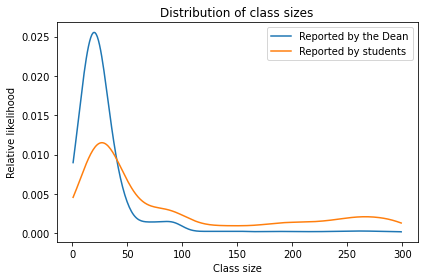 Distribution of class sizes
Reported by the Dean
Reported by students
Relative likelihood
0.025
0.020
0.015
0.010
0.005
0.000
0 50 100 150 200 250 300
Class size